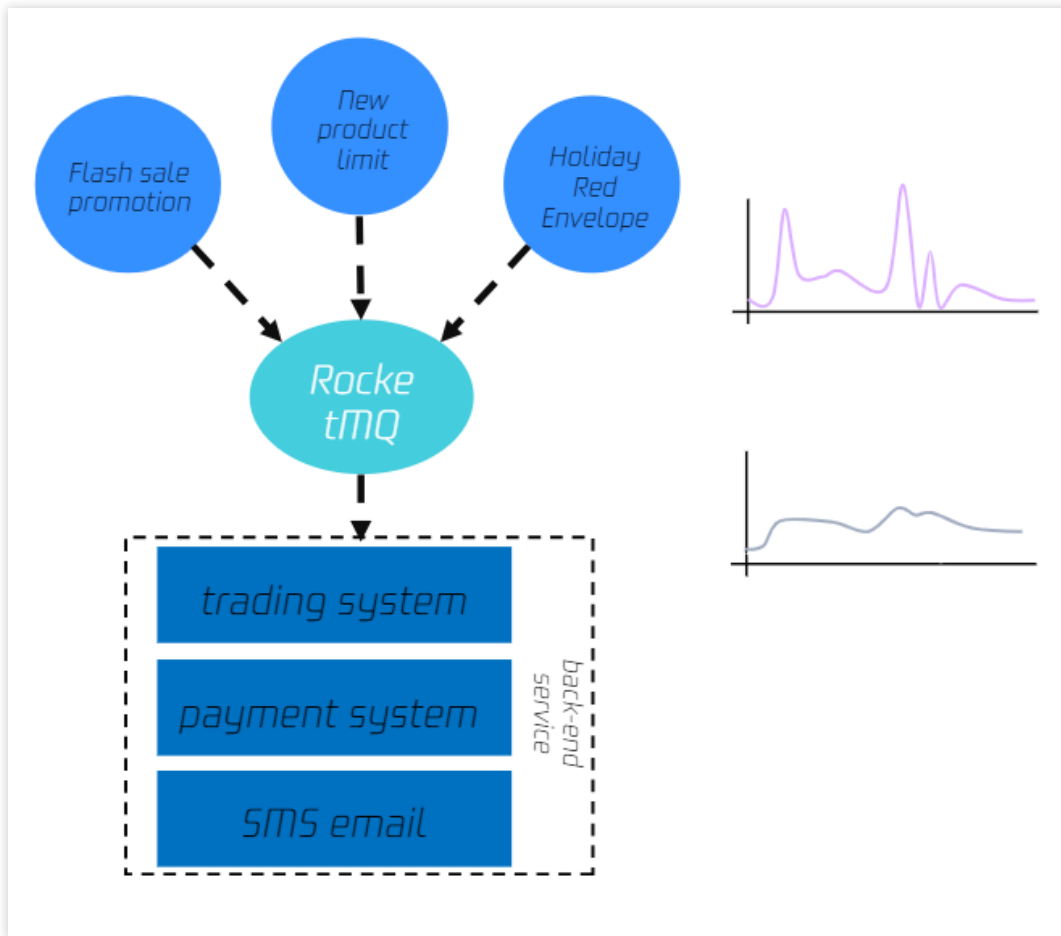 New
product
limit
Flash sale
promotion
Holiday
Red
Envelope
Rocke
tMQ
trading system
payment system
SMS email
back-end
service